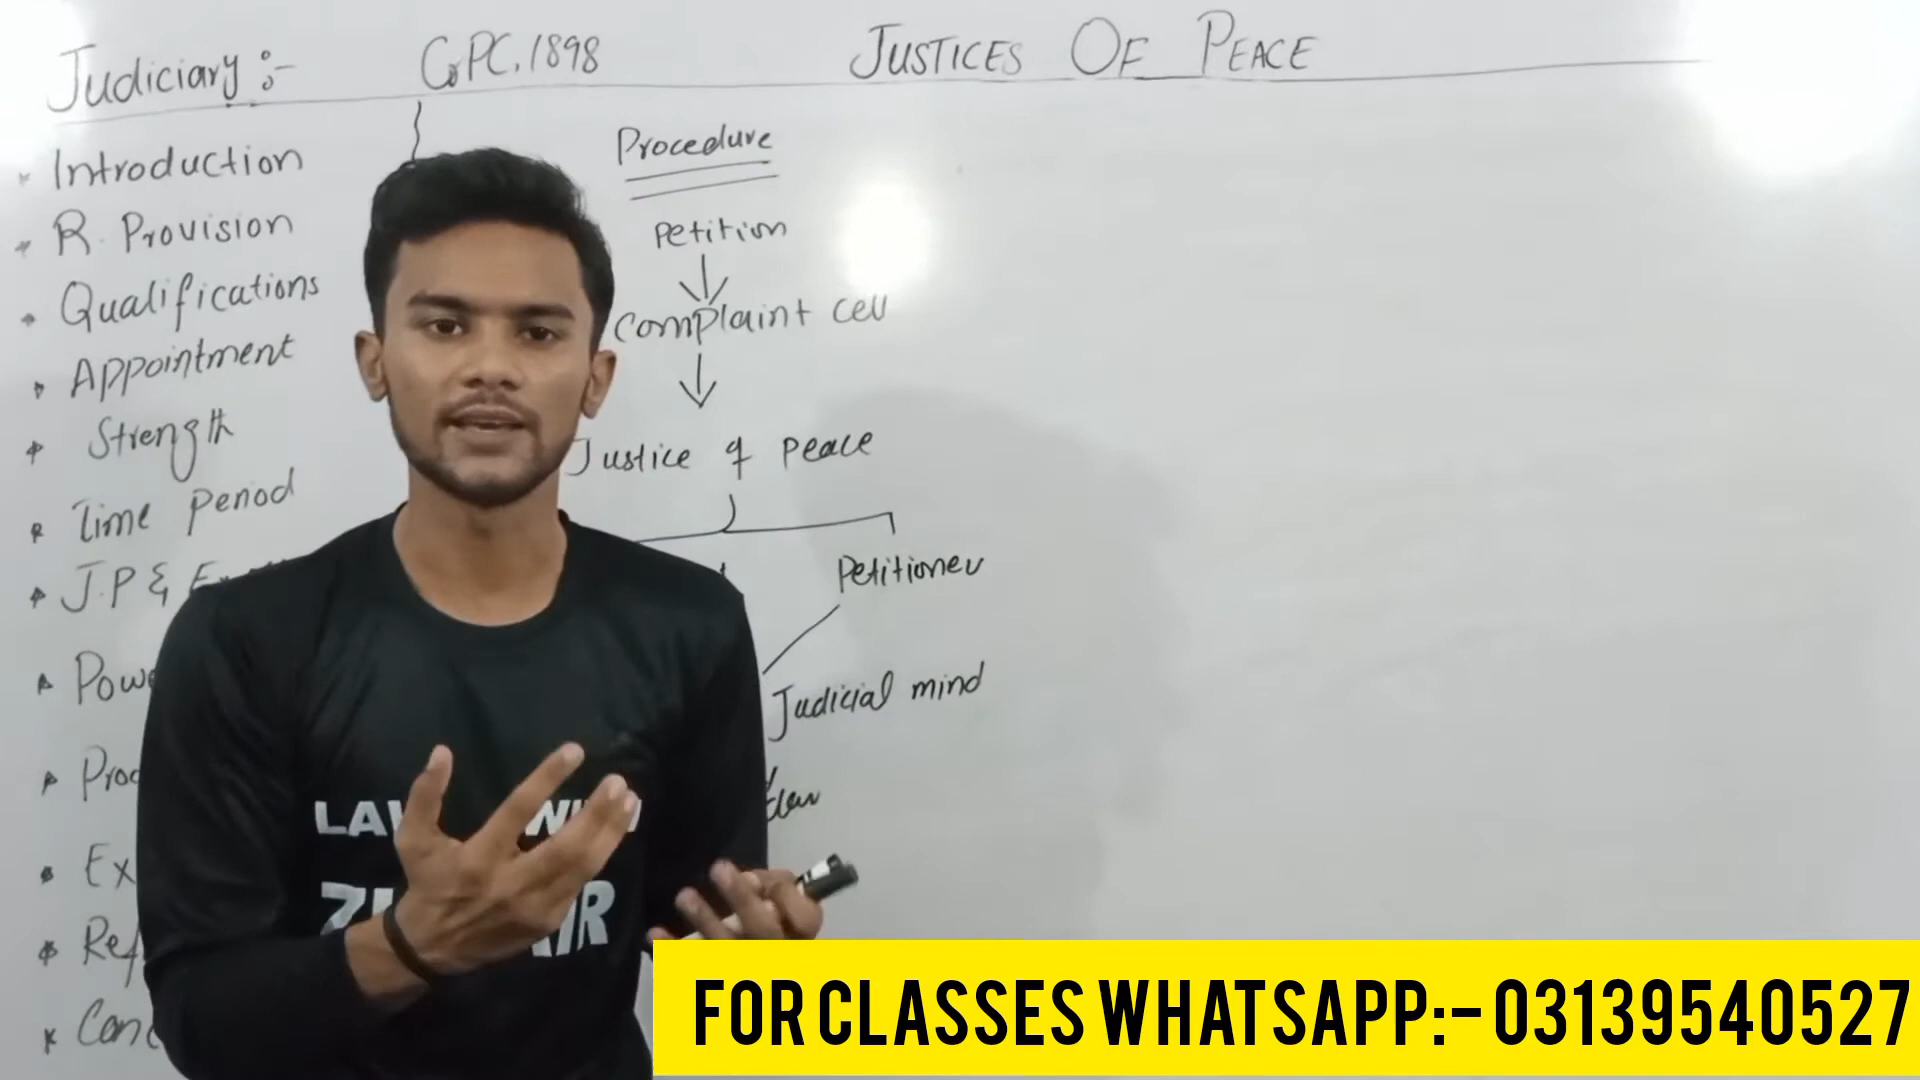 Judiciary :-
CrPC, 1898
JUSTICES OF PEACE
Introduction
R. Provision
Qualifications
Appointment
Strength
Time period
J.P &
Procedure
Petition
Complaint cell
Justice of peace
Petitioner
Judicial mind
FOR CLASSES WHATSAPP:- 03139540527